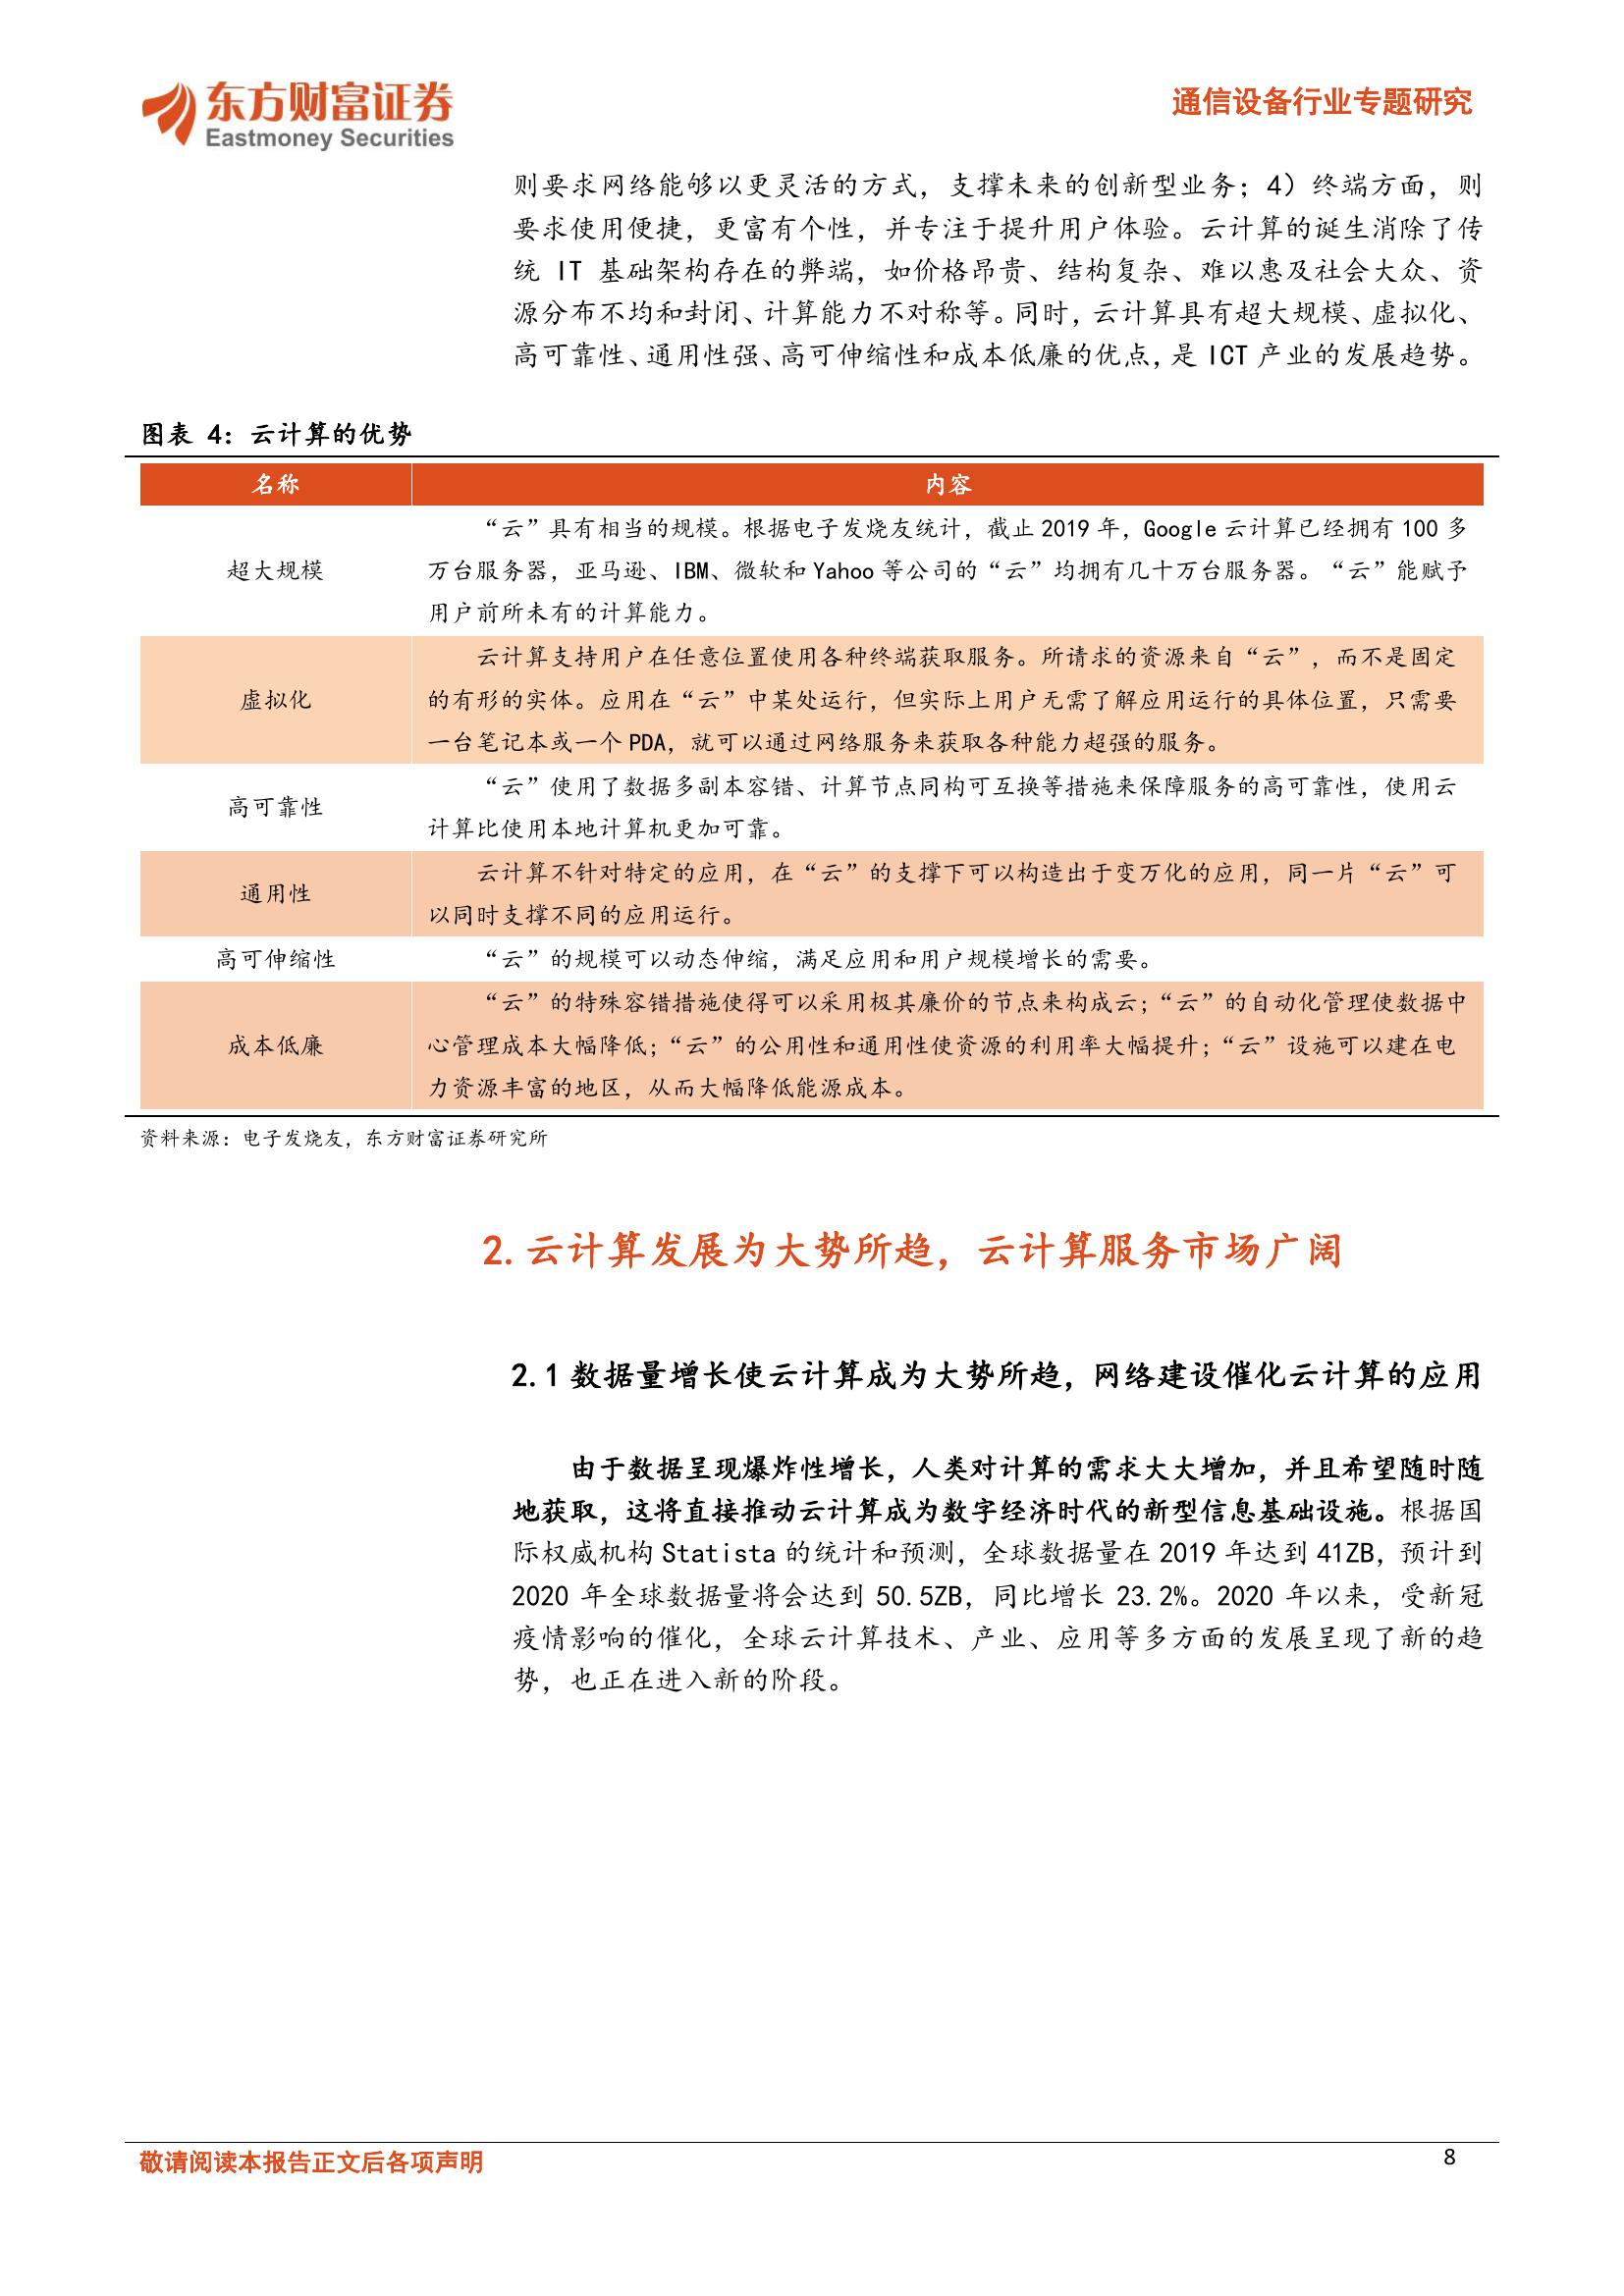 东方财富证券
Eastmoney Securities
通信设备行业专题研究
则要求网络能够以更灵活的方式，支撑未来的创新型业务；4）终端方面，则
要求使用便捷，更富有个性，并专注于提升用户体验。云计算的诞生消除了传
统 IT 基础架构存在的弊端，如价格昂贵、结构复杂、难以惠及社会大众、资
源分布不均和封闭、计算能力不对称等。同时，云计算具有超大规模、虚拟化、
高可靠性、通用性强、高可伸缩性和成本低廉的优点，是 ICT 产业的发展趋势。
图表 4：云计算的优势
名称
内容
超大规模
“云”具有相当的规模。根据电子发烧友统计，截止 2019 年，Google 云计算已经拥有 100 多
万台服务器，亚马逊、IBM、微软和 Yahoo 等公司的“云”均拥有几十万台服务器。“云”能赋予
用户前所未有的计算能力。
虚拟化
云计算支持用户在任意位置使用各种终端获取服务。所请求的资源来自“云”，而不是固定
的有形的实体。应用在“云”中某处运行，但实际上用户无需了解应用运行的具体位置，只需要
一台笔记本或一个 PDA，就可以通过网络服务来获取各种能力超强的服务。
高可靠性
“云”使用了数据多副本容错、计算节点同构可互换等措施来保障服务的高可靠性，使用云
计算比使用本地计算机更加可靠。
通用性
云计算不针对特定的应用，在“云”的支撑下可以构造出于变万化的应用，同一片“云”可
以同时支撑不同的应用运行。
高可伸缩性
“云”的规模可以动态伸缩，满足应用和用户规模增长的需要。
成本低廉
“云”的特殊容错措施使得可以采用极其廉价的节点来构成云；“云”的自动化管理使数据中
心管理成本大幅降低；“云”的公用性和通用性使资源的利用率大幅提升；“云”设施可以建在电
力资源丰富的地区，从而大幅降低能源成本。
资料来源：电子发烧友，东方财富证券研究所
2.云计算发展为大势所趋，云计算服务市场广阔
2.1 数据量增长使云计算成为大势所趋，网络建设催化云计算的应用
由于数据呈现爆炸性增长，人类对计算的需求大大增加，并且希望随时随
地获取，这将直接推动云计算成为数字经济时代的新型信息基础设施。根据国
际权威机构 Statista 的统计和预测，全球数据量在 2019 年达到 41ZB，预计到
2020 年全球数据量将会达到 50.5ZB，同比增长 23.2%。2020 年以来，受新冠
疫情影响的催化，全球云计算技术、产业、应用等多方面的发展呈现了新的趋
势，也正在进入新的阶段。
敬请阅读本报告正文后各项声明
8